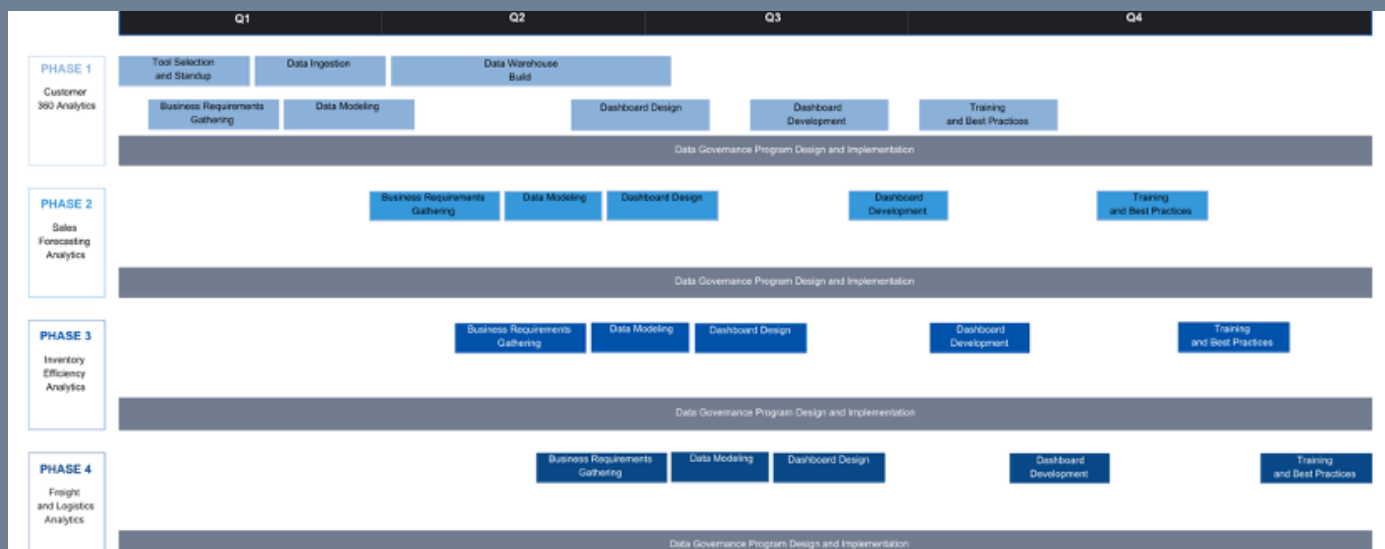 Q1 Q2 Q3 Q4
PHASE 1
Customer
360 Analytics
Tool Selection
and Standup
Data Ingestion
Data Warehouse
Build
Business Requirements
Gathering
Data Modeling
Dashboard Design
Dashboard
Development
Training
and Best Practices
Data Governance Program Design and Implementation
PHASE 2
Sales
Forecasting
Analytics
Business Requirements
Gathering
Data Modeling
Dashboard Design
Dashboard
Development
Training
and Best Practices
Data Governance Program Design and Implementation
PHASE 3
Inventory
Efficiency
Analytics
Business Requirements
Gathering
Data Modeling
Dashboard Design
Dashboard
Development
Training
and Best Practices
Data Governance Program Design and Implementation
PHASE 4
Freight
and Logistics
Analytics
Business Requirements
Gathering
Data Modeling
Dashboard Design
Dashboard
Development
Training
and Best Practices
Data Governance Program Design and Implementation